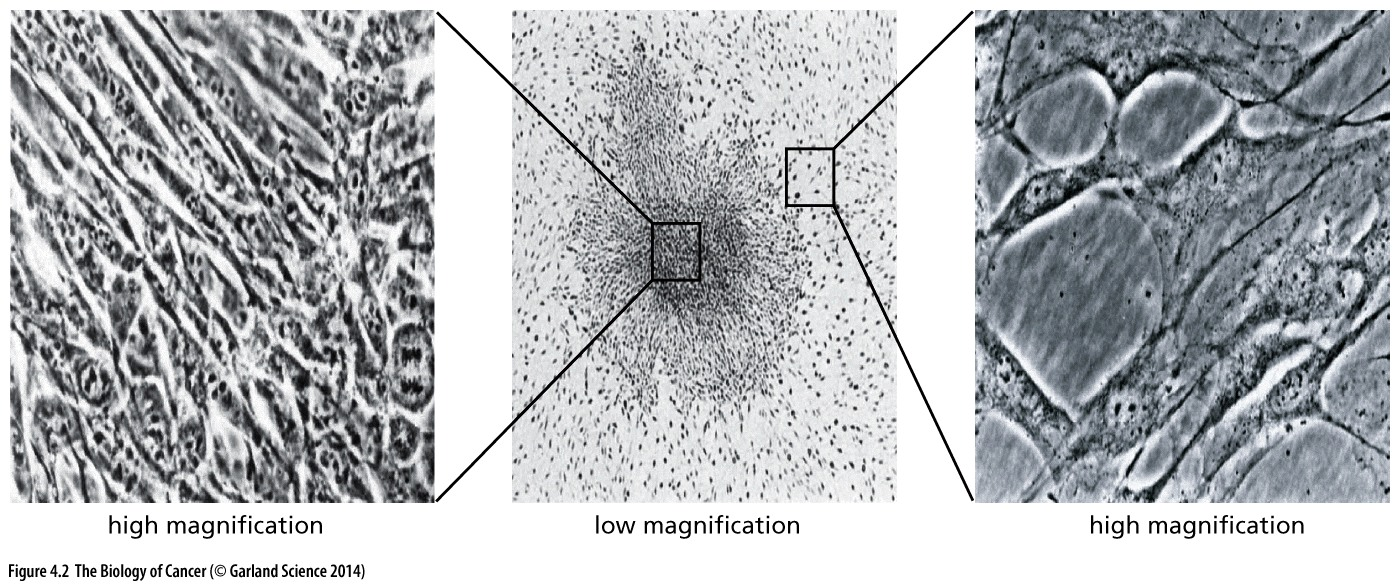 high magnification
low magnification
high magnification
Figure 4.2 The Biology of Cancer (© Garland Science 2014)